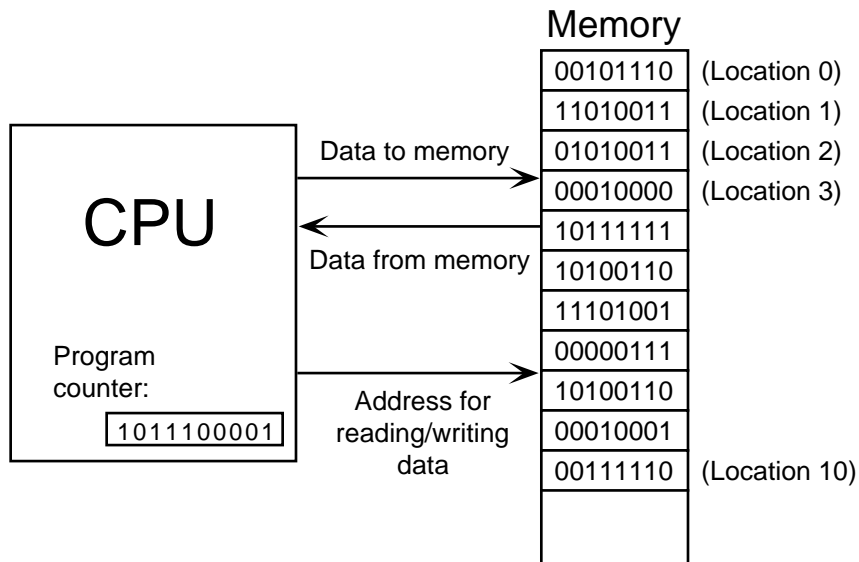 Memory
00101110 (Location 0)
11010011 (Location 1)
01010011 (Location 2)
00010000 (Location 3)
10111111
10100110
11101001
00000111
10100110
00010001
00111110 (Location 10)
CPU
Program
counter:
1011100001
Data to memory
Data from memory
Address for
reading/writing
data